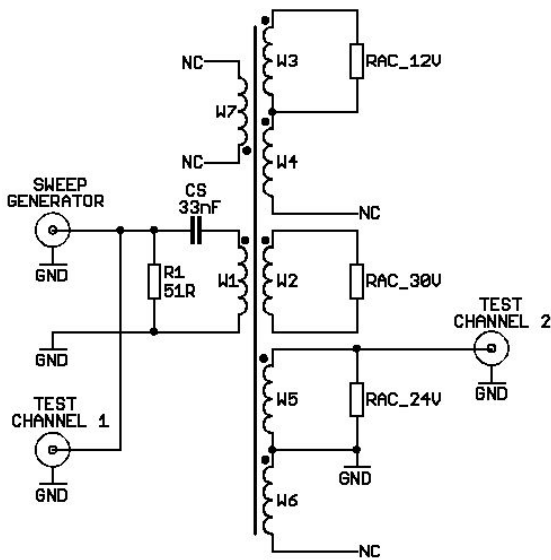 NC
W3
RAC_12V
W7
NC
W4
SWEEP
GENERATOR
CS
33nF
NC
GND
R1
51R
W1
W2
RAC_30V
TEST
CHANNEL 2
GND
TEST
CHANNEL 1
W5
RAC_24V
GND
GND
GND
W6
NC